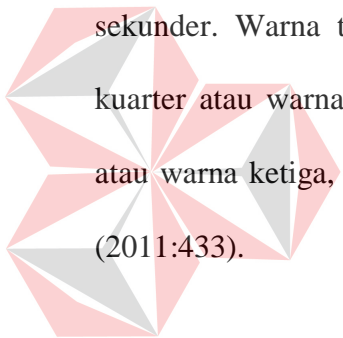 sekunder. Warna t
kuarter atau warna
atau warna ketiga,
(2011:433).